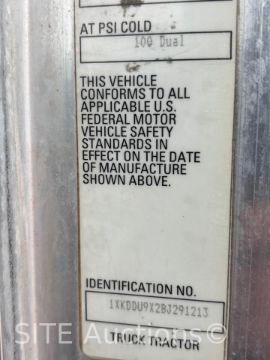 AT PSI COLD
100 Dual
THIS VEHICLE
CONFORMS TO ALL
APPLICABLE U.S.
FEDERAL MOTOR
VEHICLE SAFETY
STANDARDS IN
EFFECT ON THE DATE
OF MANUFACTURE
SHOWN ABOVE.
IDENTIFICATION NO.
1XKDDU9X2BJ291213
TRUCK TRACTOR
SITE Auctions